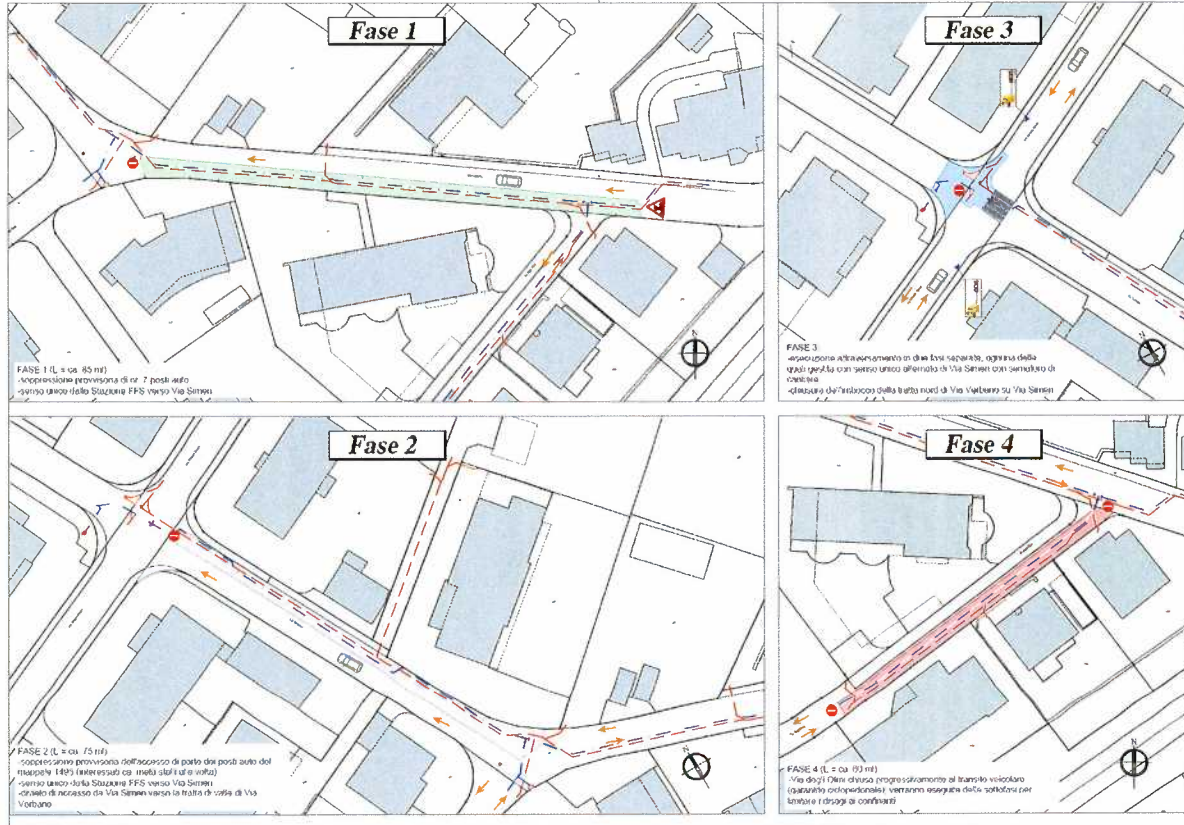 Fase 1
FASE 1 (L = ca. 85 ml)
-soppressione provvisoria di nr. 7 posti auto
-senso unico dalla Stazione FFS verso Via Simen
Fase 3
FASE 3
-esecuzione attraversamento in due fasi separate, ognuna delle
quali gestita con senso unico alternato di Via Simen con semaforo di
cantiere
-chiusura dell'imbocco della tratta nord di Via Verbano su Via Simen
Fase 2
FASE 2 (L = ca. 75 ml)
-soppressione provvisoria dell'accesso di parte dei posti auto del
mappale 1495 (interessati ca. metà stalli alla volta)
-senso unico dalla Stazione FFS verso Via Simen
-divieto di accesso da Via Simen verso la tratta di valle di Via
Verbano
Fase 4
FASE 4 (L = ca. 60 ml)
-Via degli Olmi chiusa progressivamente al transito veicolare
(garantito ciclopedonale), verranno eseguite delle sottofasi per
limitare i disagi ai confinanti